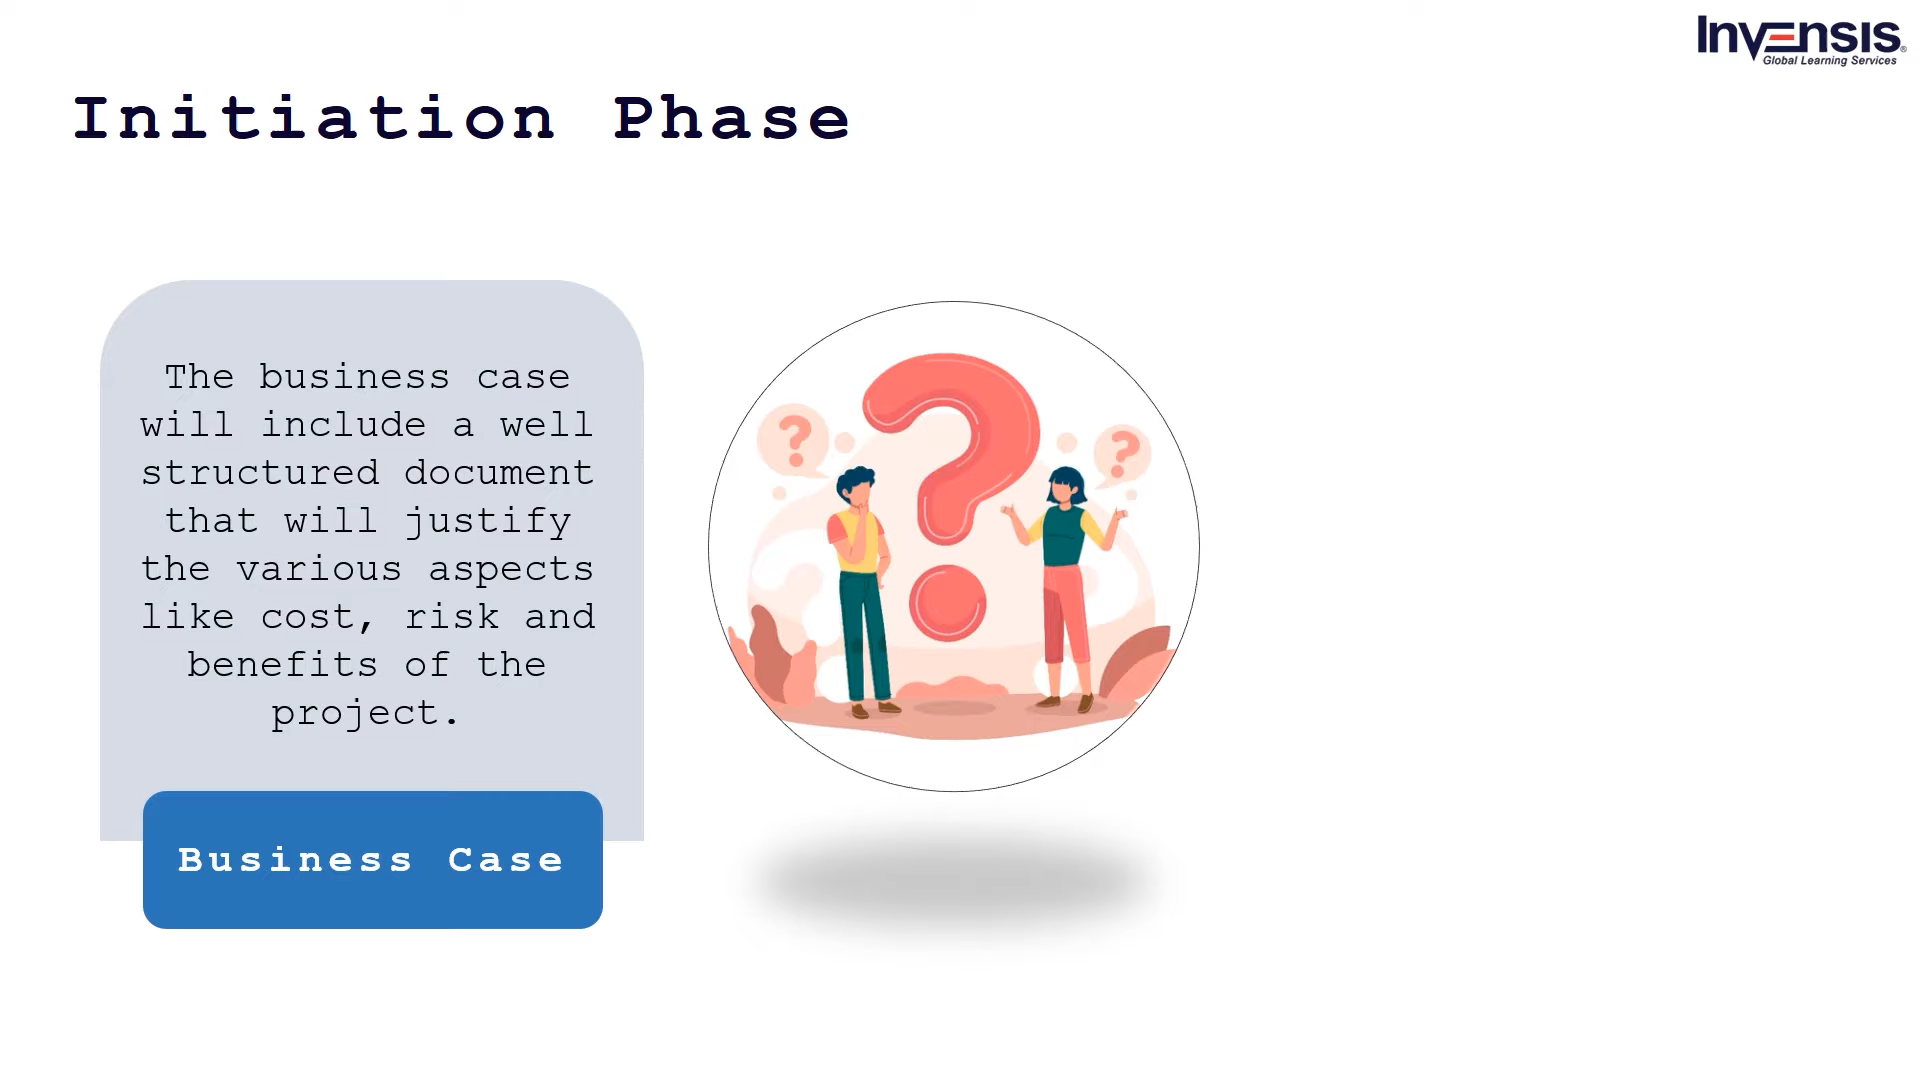 Invensis®
Global Learning Services
Initiation Phase
The business case
will include a well
structured document
that will justify
the various aspects
like cost, risk and
benefits of the
project.
Business Case
?
?
?